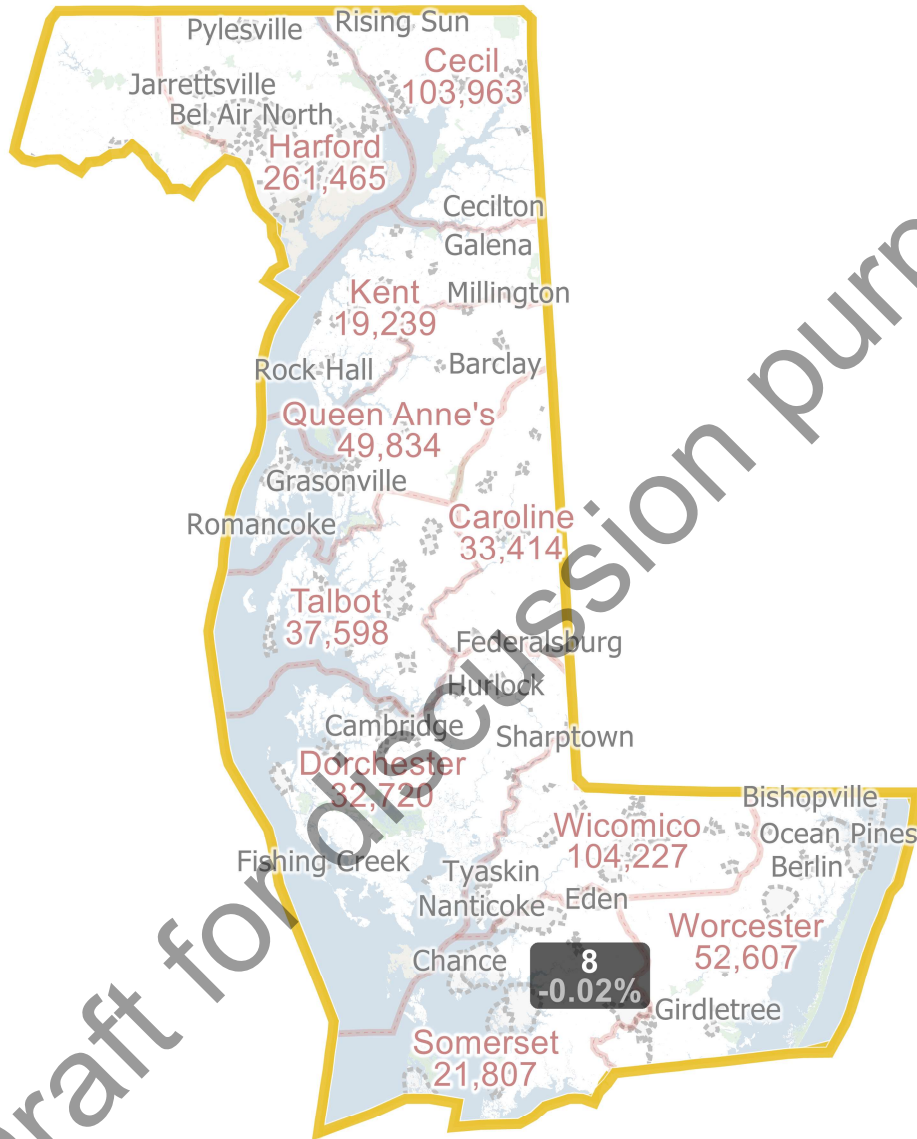 Pylesville
Rising Sun
Cecil
103,963
Jarrettsville
Bel Air North
Harford
261,465
Cecilton
Galena
Kent
19,239
Millington
Rock Hall
Barclay
Queen Anne's
49,834
Grasonville
Romancoke
Caroline
33,414
Talbot
37,598
Federalsburg
Hurlock
Cambridge
Sharptown
Dorchester
32,720
Bishopville
Wicomico
104,227
Ocean Pines
Berlin
Fishing Creek
Tyaskin
Nanticoke
Eden
Worcester
52,607
Chance
8
-0.02%
Girdletree
Somerset
21,807
Draft for discussion